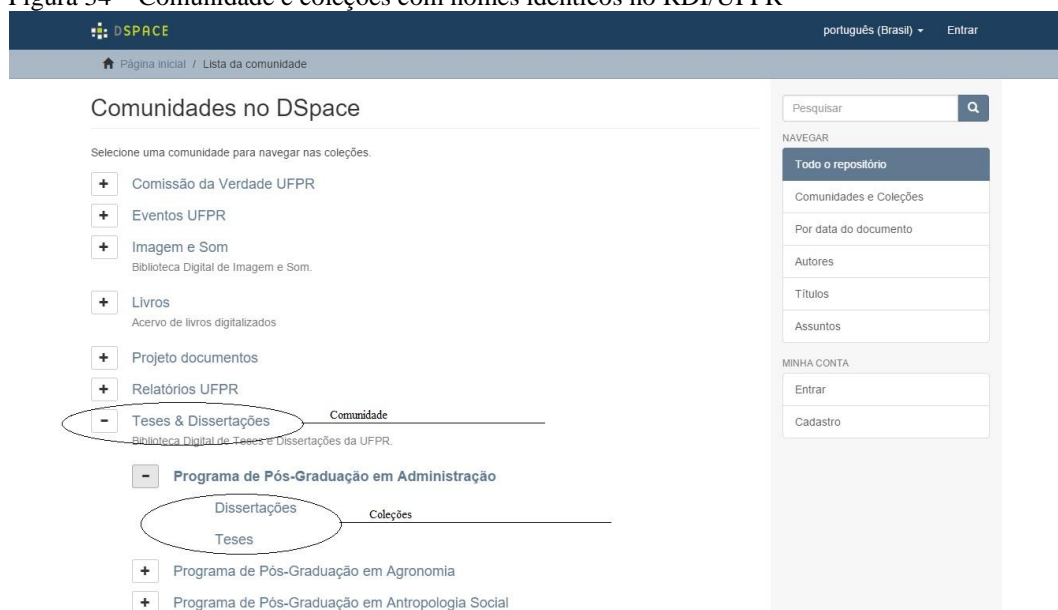 Figura 34 – Comunidade e coleções com nomes idênticos no RDI/UFPR
DSPACE
português (Brasil)
Entrar
Página inicial / Lista da comunidade
Comunidades no DSpace
Selecione uma comunidade para navegar nas coleções.
+ Comissão da Verdade UFPR
+ Eventos UFPR
+ Imagem e Som
Biblioteca Digital de Imagem e Som.
+ Livros
Acervo de livros digitalizados
+ Projeto documentos
+ Relatórios UFPR
- Teses & Dissertações
Comunidade
Biblioteca Digital de Teses e Dissertações da UFPR.
- Programa de Pós-Graduação em Administração
Dissertações
Coleções
Teses
+ Programa de Pós-Graduação em Agronomia
+ Programa de Pós-Graduação em Antropologia Social
Pesquisar
NAVEGAR
Todo o repositório
Comunidades e Coleções
Por data do documento
Autores
Títulos
Assuntos
MINHA CONTA
Entrar
Cadastro